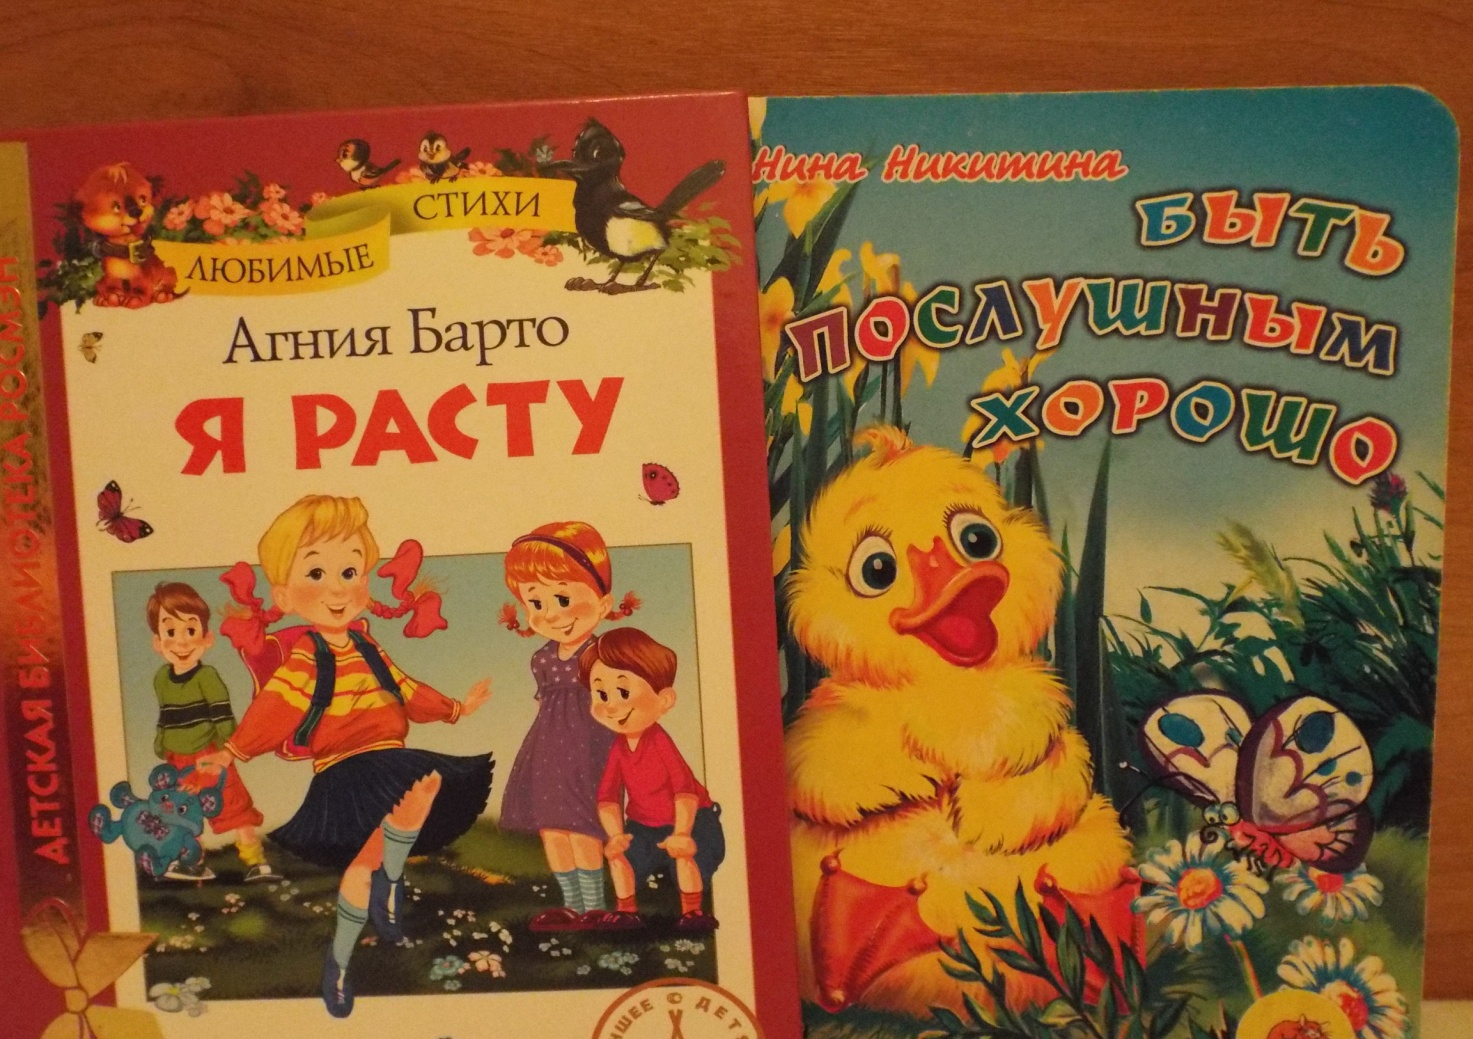 ДЕТСКАЯ БИБЛИОТЕКА РОСМЭН
ЛЮБИМЫЕ
СТИХИ
Агния Барто
Я РАСТУ
Нина Никитина
БЫТЬ
ПОСЛУШНЫМ
ХОРОШО